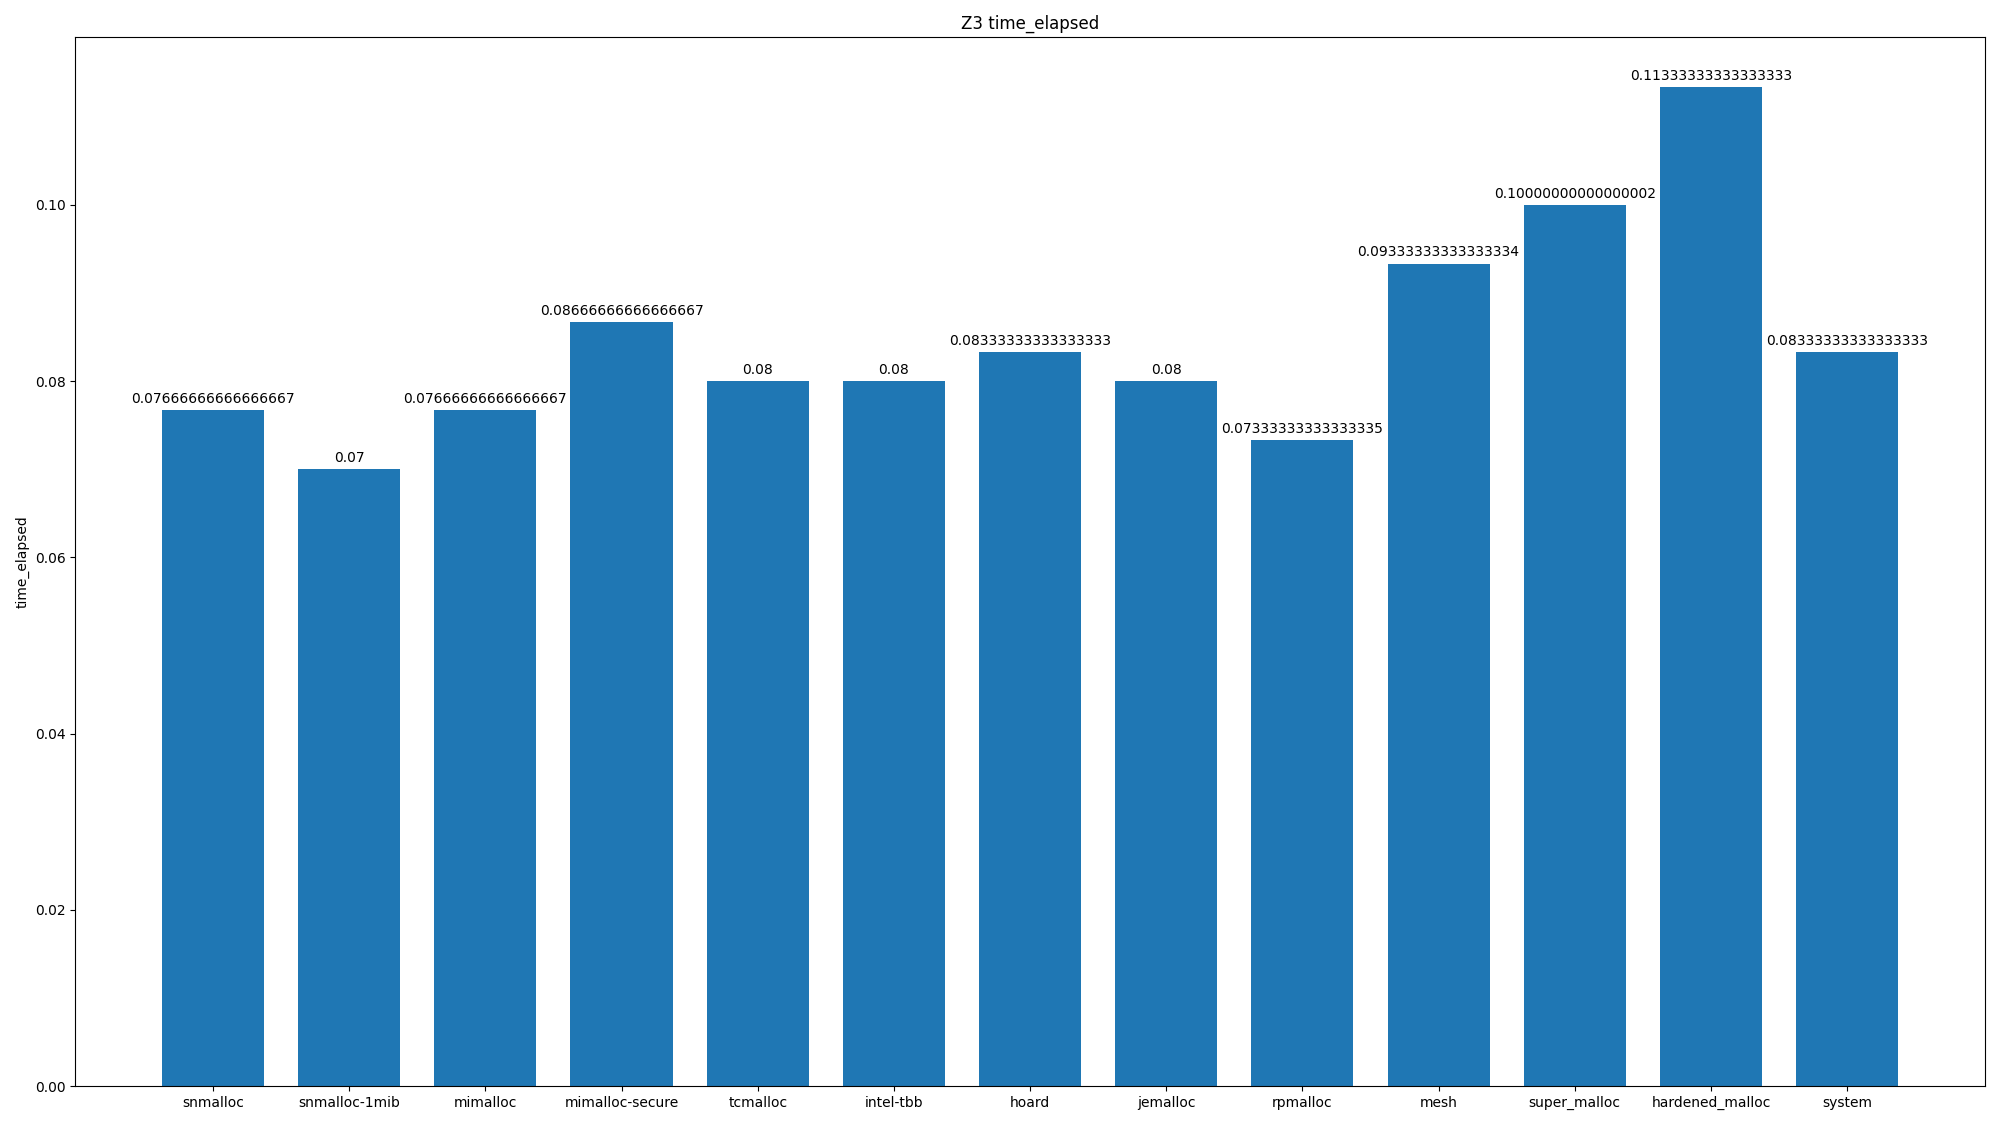 Z3 time_elapsed
time_elapsed
0.10
0.08
0.06
0.04
0.02
0.00
0.07666666666666667
0.07
0.07666666666666667
0.08666666666666667
0.08
0.08
0.08333333333333333
0.08
0.07333333333333335
0.09333333333333334
0.10000000000000002
0.11333333333333333
0.08333333333333333
snmalloc
snmalloc-1mib
mimalloc
mimalloc-secure
tcmalloc
intel-tbb
hoard
jemalloc
rpmalloc
mesh
super_malloc
hardened_malloc
system